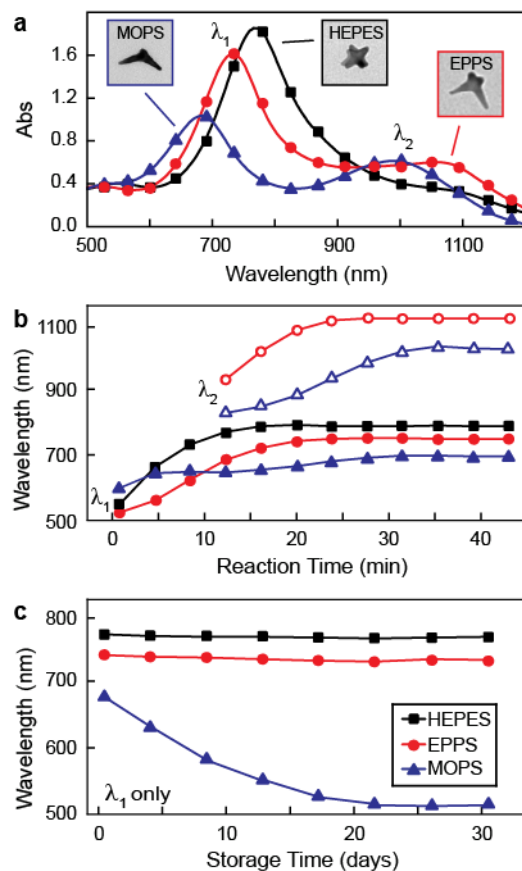 a
MOPS
λ1
HEPES
EPPS
λ2
Abs
1.6
1.2
0.8
0.4
0.0
500
700
900
1100
Wavelength (nm)
b
Wavelength (nm)
1100
900
700
500
λ2
λ1
0
10
20
30
40
Reaction Time (min)
c
Wavelength (nm)
800
700
600
500
HEPES
EPPS
MOPS
λ1 only
0
10
20
30
Storage Time (days)